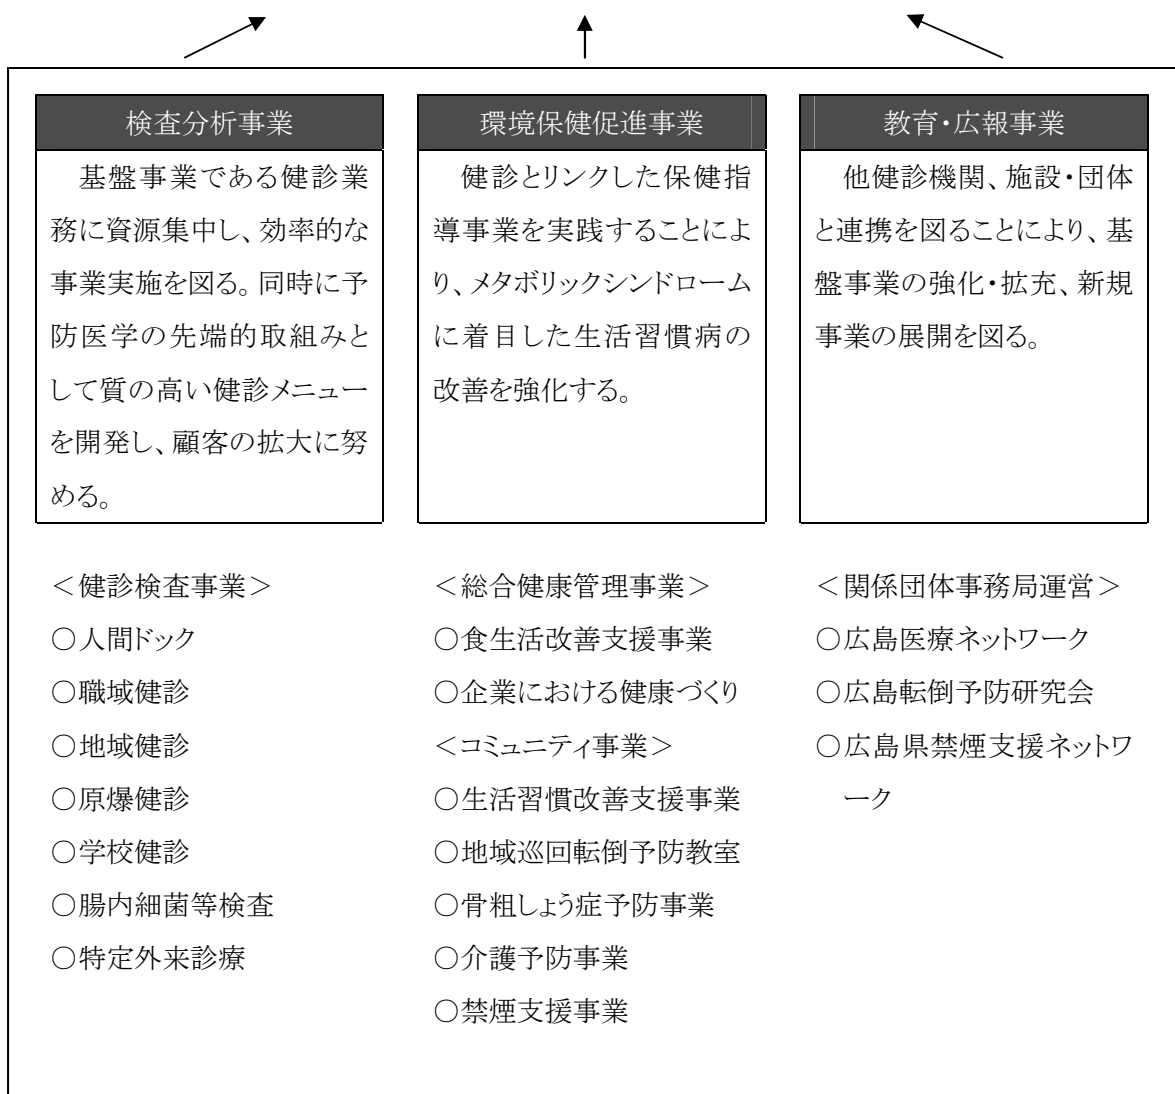 検査分析事業
基盤事業である健診業
務に資源集中し、効率的な
事業実施を図る。同時に予
防医学の先端的取組みと
して質の高い健診メニュー
を開発し、顧客の拡大に努
める。
<健診検査事業>
○人間ドック
○職域健診
○地域健診
○原爆健診
○学校健診
○腸内細菌等検査
○特定外来診療
環境保健促進事業
健診とリンクした保健指
導事業を実践することによ
り、メタボリックシンドローム
に着目した生活習慣病の
改善を強化する。
<総合健康管理事業>
○食生活改善支援事業
○企業における健康づくり
<コミュニティ事業>
○生活習慣改善支援事業
○地域巡回転倒予防教室
○骨粗しょう症予防事業
○介護予防事業
○禁煙支援事業
教育・広報事業
他健診機関、施設・団体
と連携を図ることにより、基
盤事業の強化・拡充、新規
事業の展開を図る。
<関係団体事務局運営>
○広島医療ネットワーク
○広島転倒予防研究会
○広島県禁煙支援ネットワ
ーク